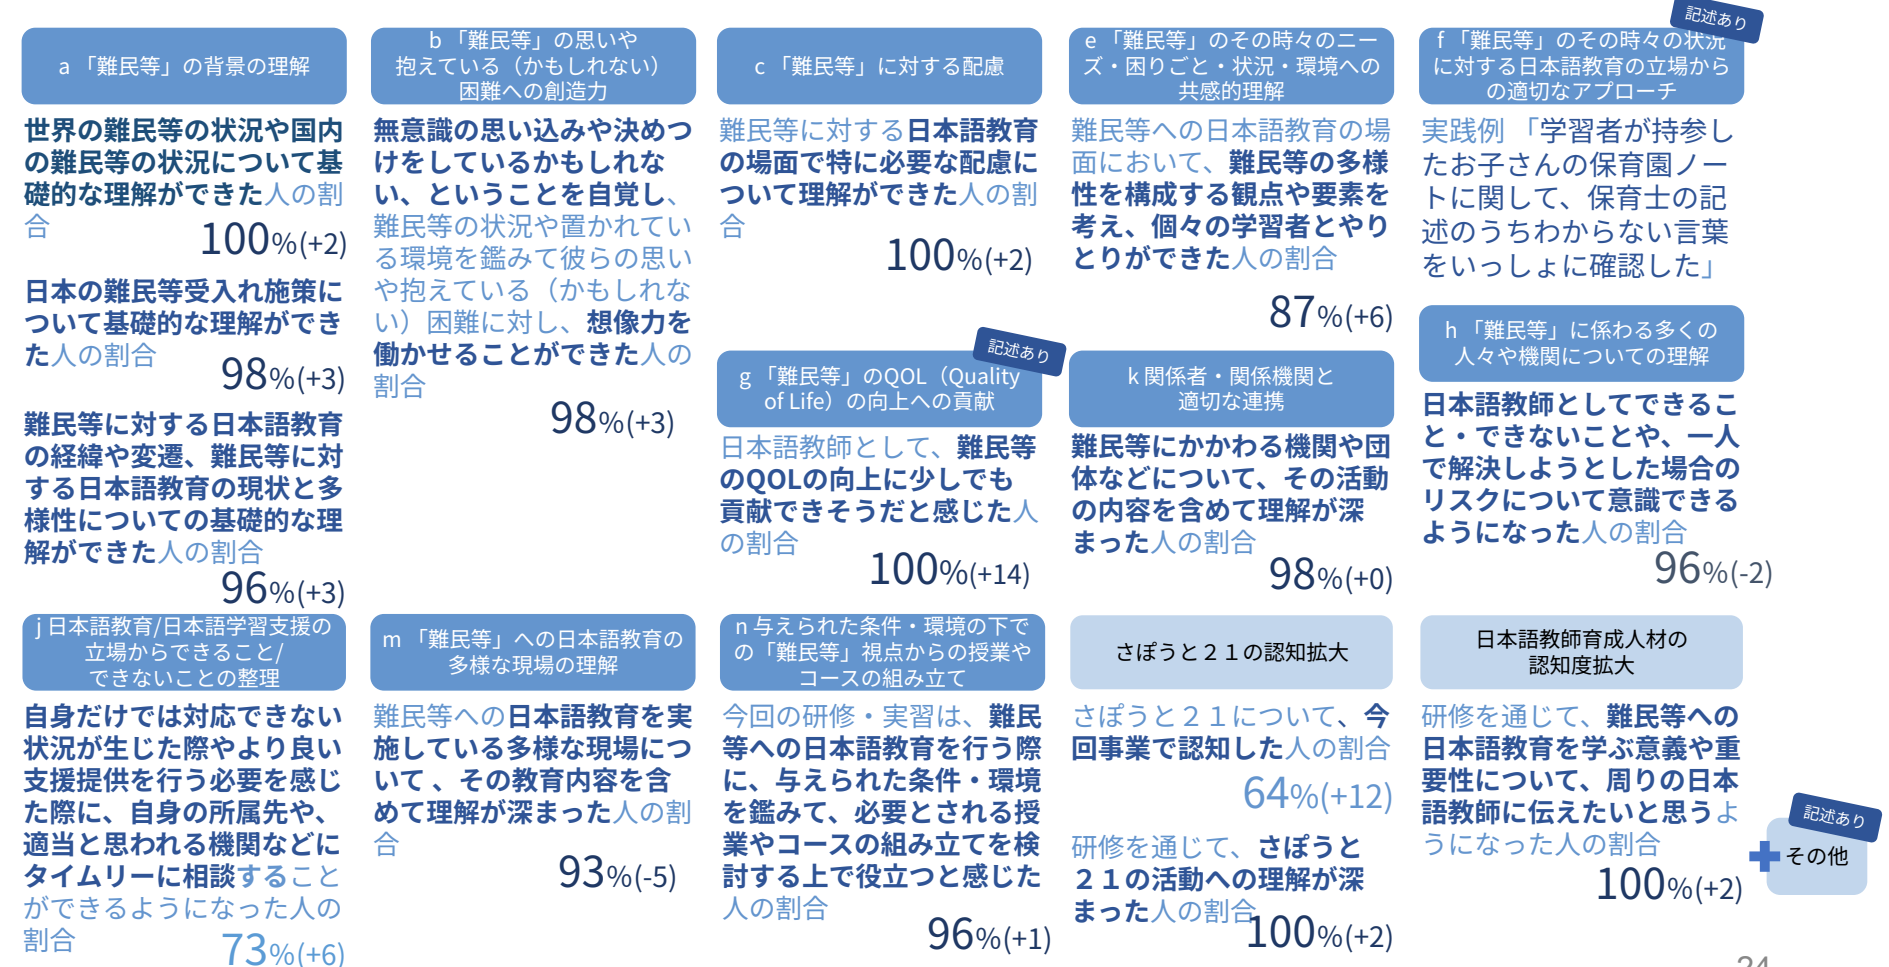 a 「難民等」の背景の理解
世界の難民等の状況や国内
の難民等の状況について基
礎的な理解ができた人の割
合
100%(+2)
日本の難民等受入れ施策に
ついて基礎的な理解ができ
た人の割合
98%(+3)
難民等に対する日本語教育
の経緯や変遷、難民等に対
する日本語教育の現状と多
様性についての基礎的な理
解ができた人の割合
96%(+3)
b 「難民等」の思いや
抱えている（かもしれない）
困難への創造力
無意識の思い込みや決めつ
けをしているかもしれな
い、ということを自覚し、
難民等の状況や置かれてい
る環境を鑑みて彼らの思い
や抱えている（かもしれな
い）困難に対し、想像力を
働かせることができた人の
割合
98%(+3)
c 「難民等」に対する配慮
難民等に対する日本語教育
の場面で特に必要な配慮に
ついて理解ができた人の割
合
100%(+2)
e 「難民等」のその時々のニー
ズ・困りごと・状況・環境への
共感的理解
難民等への日本語教育の場
面において、難民等の多様
性を構成する観点や要素を
考え、個々の学習者とやり
とりができた人の割合
87%(+6)
記述あり
f 「難民等」のその時々の状況
に対する日本語教育の立場から
の適切なアプローチ
実践例 「学習者が持参し
たお子さんの保育園ノー
トに関して、保育士の記
述のうちわからない言葉
をいっしょに確認した」
記述あり
g 「難民等」のQOL（Quality
of Life）の向上への貢献
日本語教師として、難民等
のQOLの向上に少しでも
貢献できそうだと感じた人
の割合
100%(+14)
k 関係者・関係機関と
適切な連携
難民等にかかわる機関や団
体などについて、その活動
の内容を含めて理解が深
まった人の割合
98%(+0)
h 「難民等」に係わる多くの
人々や機関についての理解
日本語教師としてできるこ
と・できないことや、一人
で解決しようとした場合の
リスクについて意識できる
ようになった人の割合
96%(-2)
j 日本語教育/日本語学習支援の
立場からできること/
できないことの整理
自身だけでは対応できない
状況が生じた際やより良い
支援提供を行う必要を感じ
た際に、自身の所属先や、
適当と思われる機関などに
タイムリーに相談すること
ができるようになった人の
割合
73%(+6)
m 「難民等」への日本語教育の
多様な現場の理解
難民等への日本語教育を実
施している多様な現場につ
いて 、その教育内容を含
めて理解が深まった人の割
合
93%(-5)
n 与えられた条件・環境の下で
の「難民等」視点からの授業や
コースの組み立て
今回の研修・実習は、難民
等への日本語教育を行う際
に、与えられた条件・環境
を鑑みて、必要とされる授
業やコースの組み立てを検
討する上で役立つと感じた
人の割合
96%(+1)
さぽうと２１の認知拡大
さぽうと２１について、今
回事業で認知した人の割合
64%(+12)
研修を通じて、さぽうと
２１の活動への理解が深
まった人の割合
100%(+2)
日本語教師育成人材の
認知度拡大
研修を通じて、難民等への
日本語教育を学ぶ意義や重
要性について、周りの日本
語教師に伝えたいと思うよ
うになった人の割合
100%(+2)
記述あり
その他